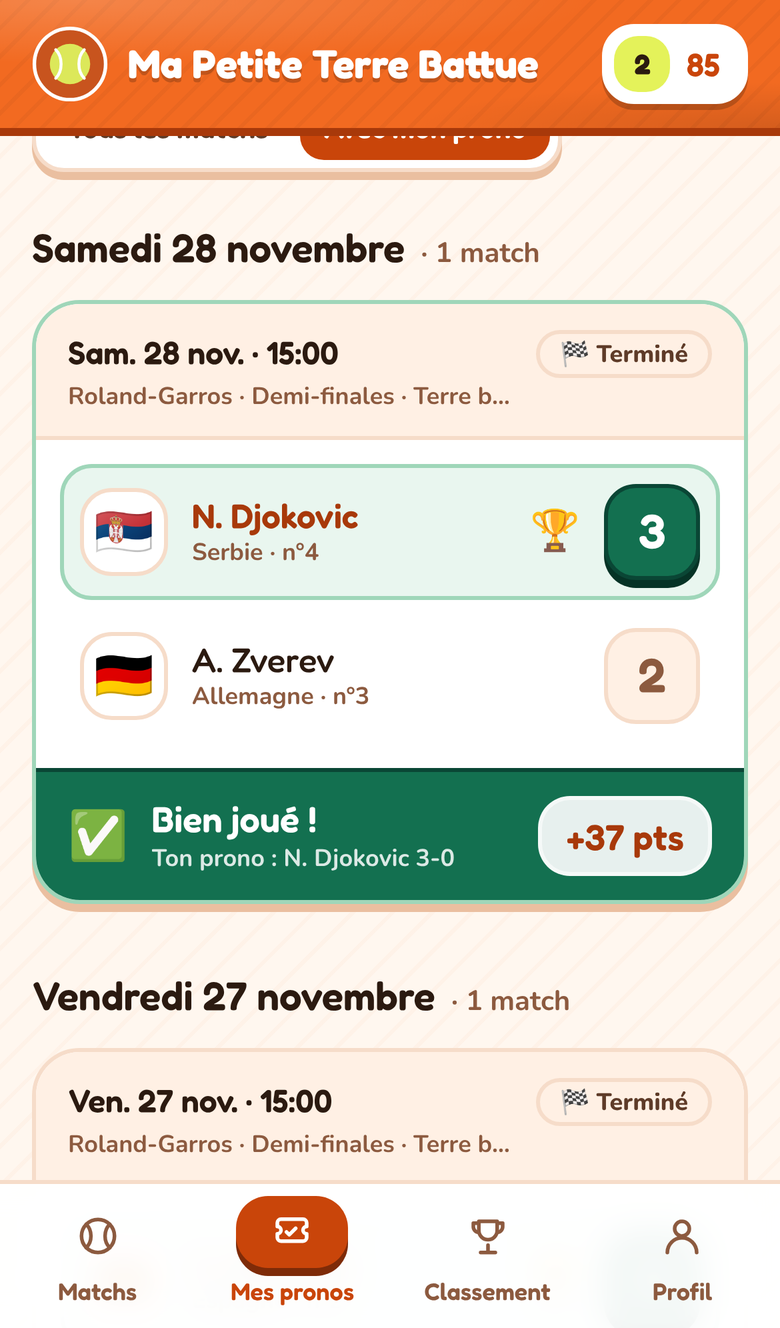 Ma Petite Terre Battue
2 85
Samedi 28 novembre · 1 match
Sam. 28 nov. · 15:00
Terminé
Roland-Garros · Demi-finales · Terre b...
N. Djokovic
Serbie · n°4
3
A. Zverev
Allemagne · n°3
2
Bien joué !
Ton prono : N. Djokovic 3-0
+37 pts
Vendredi 27 novembre · 1 match
Ven. 27 nov. · 15:00
Terminé
Roland-Garros · Demi-finales · Terre b...
Matchs
Mes pronos
Classement
Profil